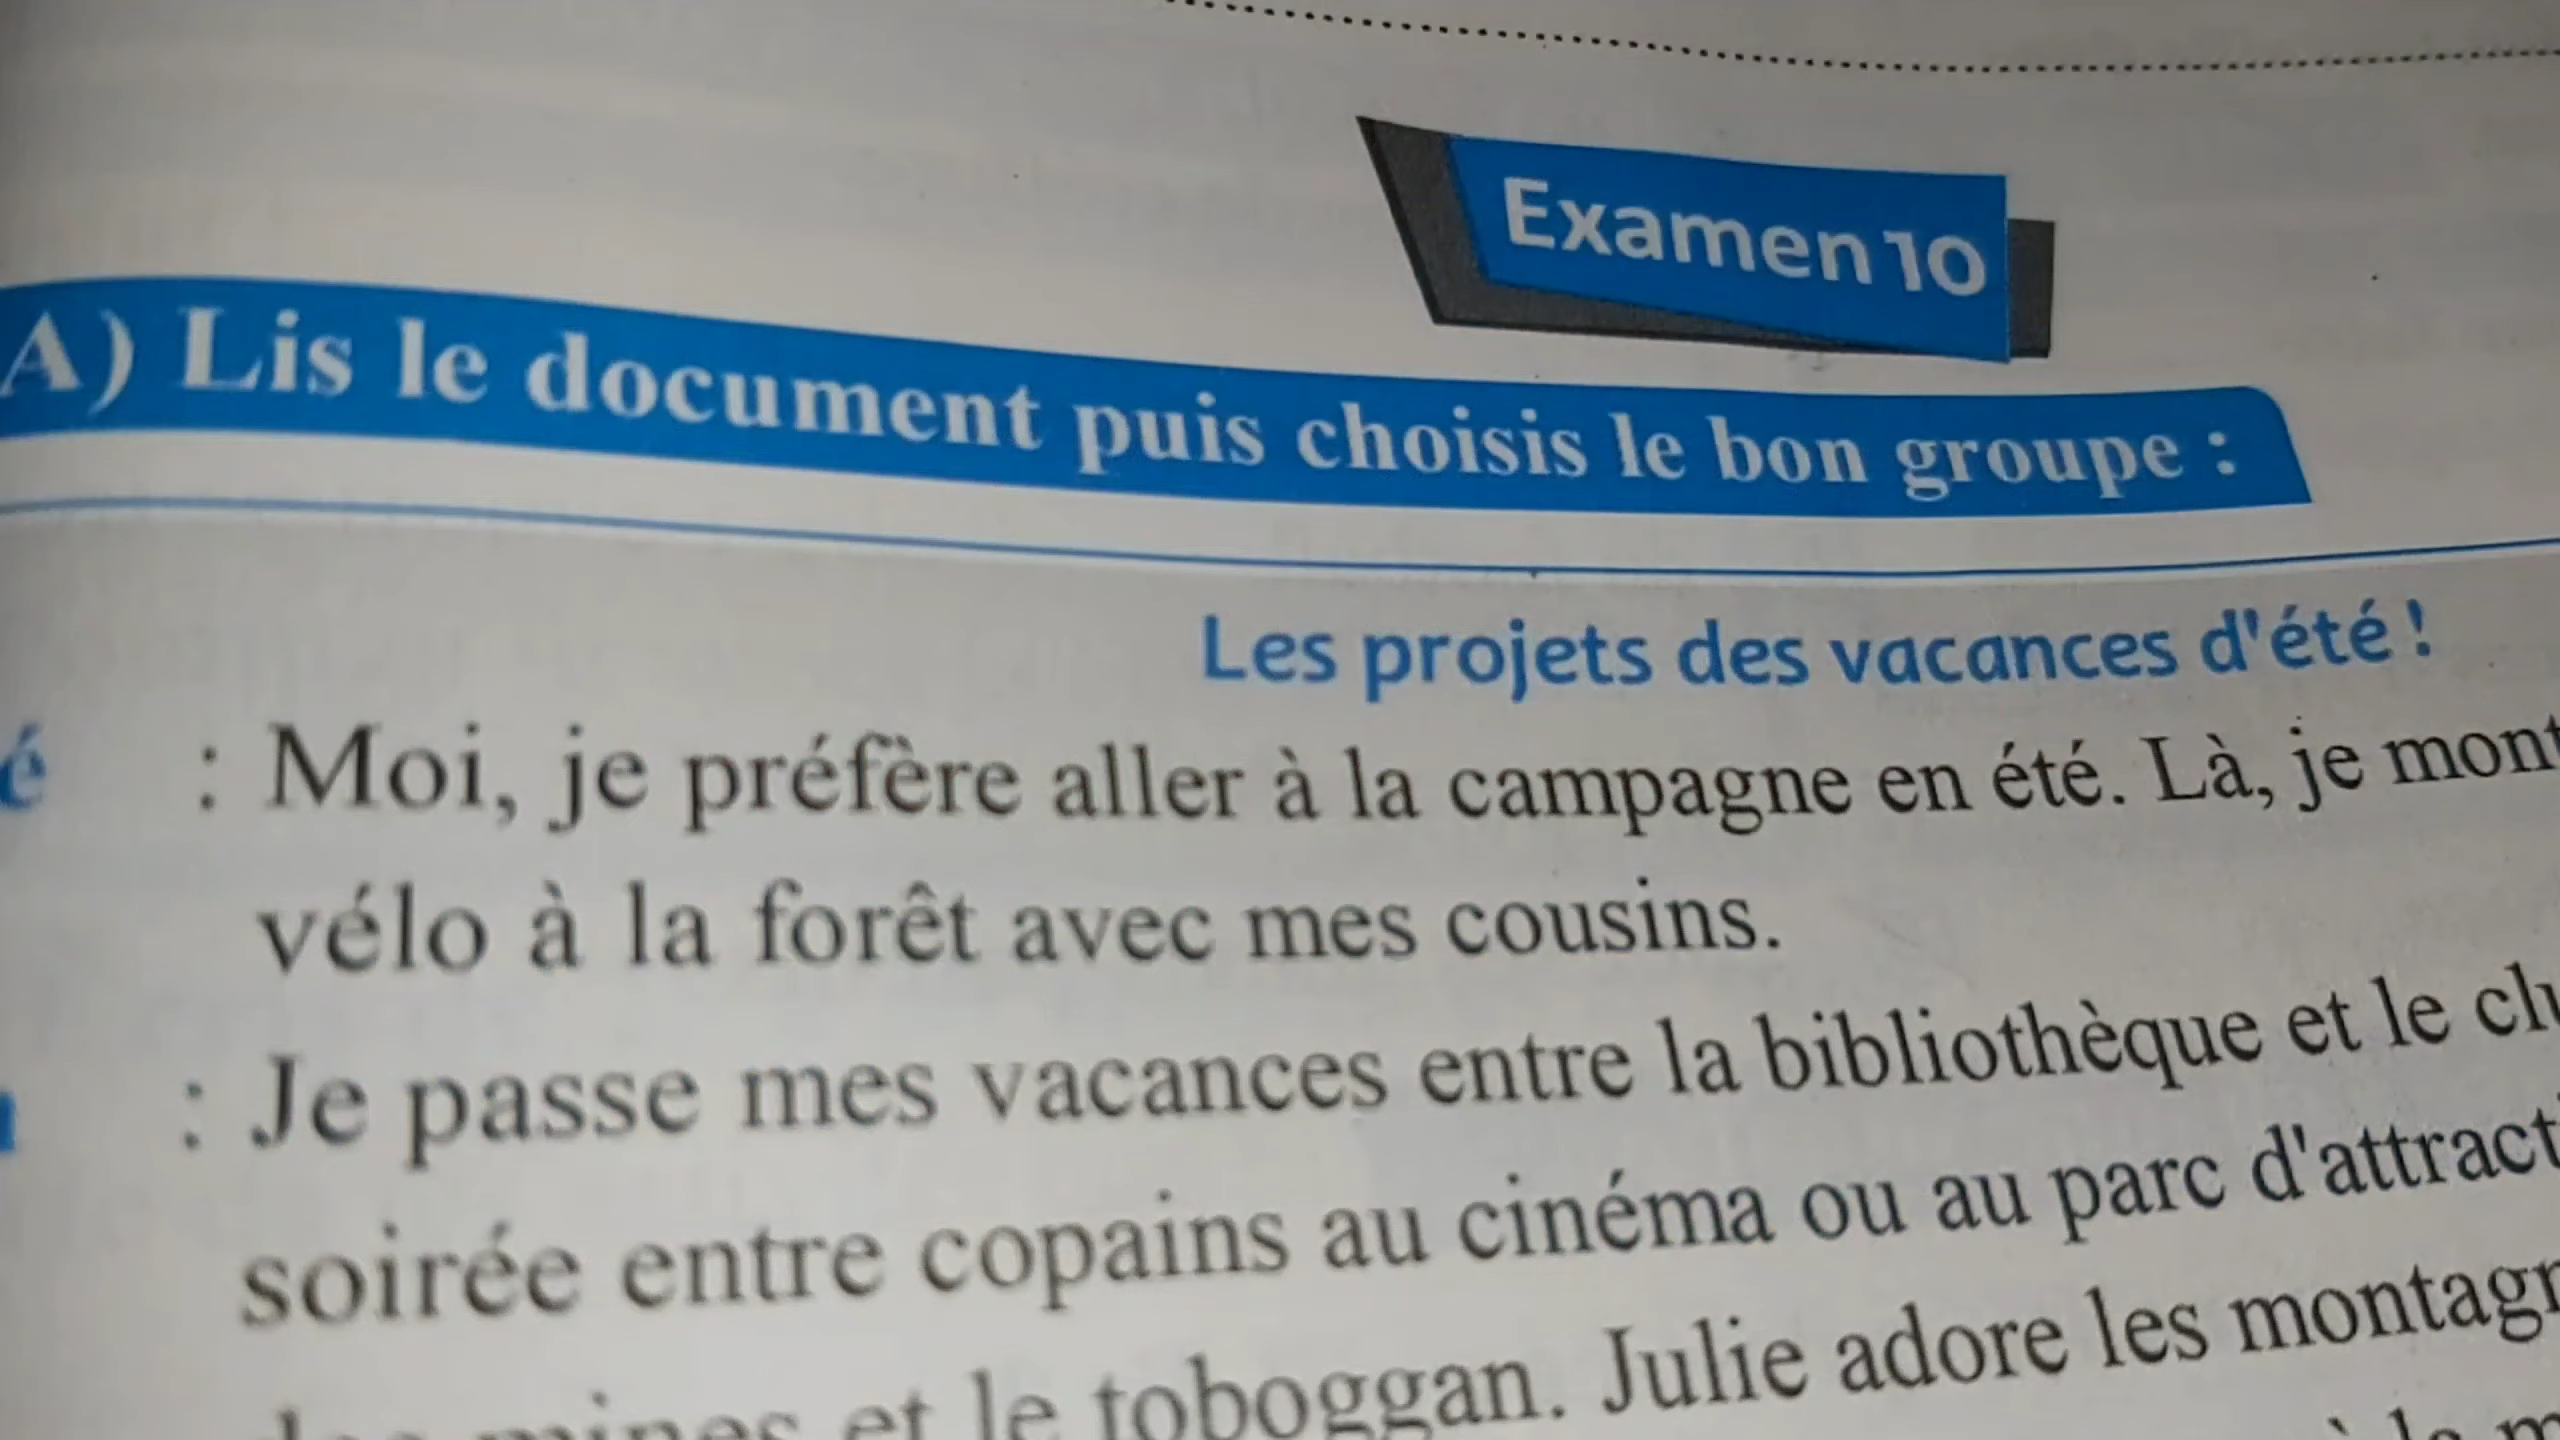 Examen 10
A) Lis le document puis choisis le bon groupe :
Les projets des vacances d'été !
: Moi, je préfère aller à la campagne en été. Là, je
vélo à la forêt avec mes cousins.
: Je passe mes vacances entre la bibliothèque et le
soirée entre copains au cinéma ou au parc
mines et le toboggan. Julie adore les